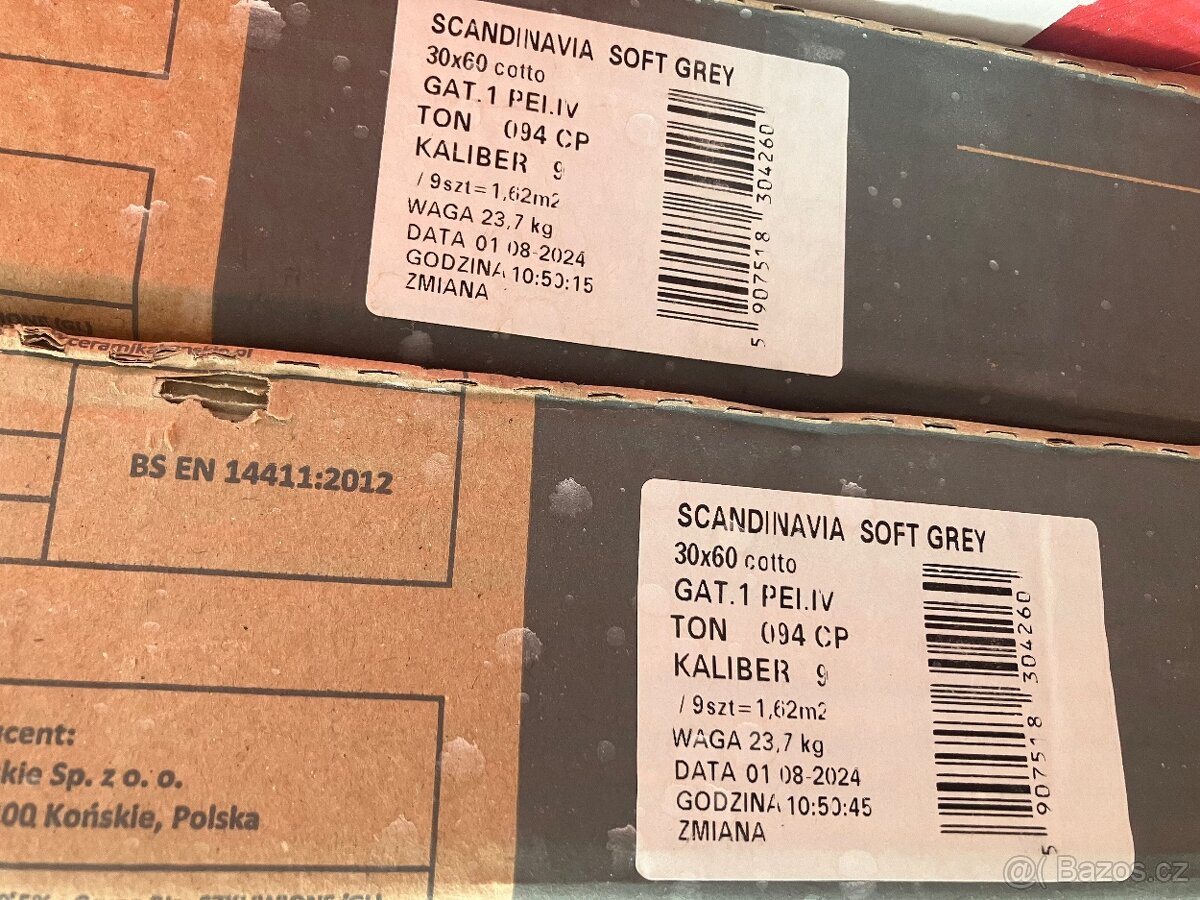 SCANDINAVIA SOFT GREY
30x60 cotto
GAT.1 PEI.IV
TON 094 CP
KALIBER 9
/ 9szt=1,62m2
WAGA 23,7 kg
DATA 01 08-2024
GODZINA 10:50:15
ZMIANA
5 907518 304260
BS EN 14411:2012
SCANDINAVIA SOFT GREY
30x60 cotto
GAT.1 PEI.IV
TON 094 CP
KALIBER 9
/ 9szt=1,62m2
WAGA 23,7 kg
DATA 01 08-2024
GODZINA 10:50:45
ZMIANA
5 907518 304260
ucent:
kie Sp. z o. o.
00 Końskie, Polska
Bazos.cz